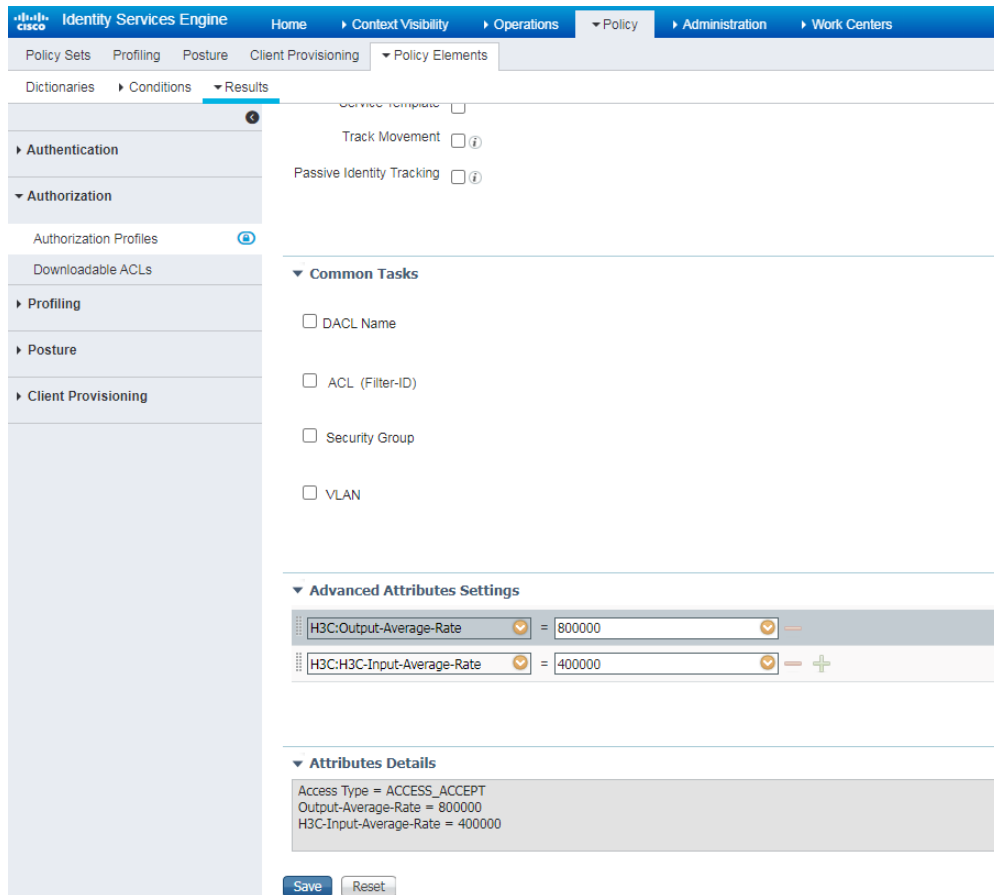 cisco Identity Services Engine Home Context Visibility Operations Policy Administration Work Centers
Policy Sets Profiling Posture Client Provisioning Policy Elements
Dictionaries Conditions Results
Authentication
Authorization
Authorization Profiles
Downloadable ACLs
Profiling
Posture
Client Provisioning
Service Template
Track Movement
Passive Identity Tracking
Common Tasks
DACL Name
ACL (Filter-ID)
Security Group
VLAN
Advanced Attributes Settings
H3C:Output-Average-Rate = 800000
H3C:H3C-Input-Average-Rate = 400000
Attributes Details
Access Type = ACCESS_ACCEPT
Output-Average-Rate = 800000
H3C-Input-Average-Rate = 400000
Save Reset